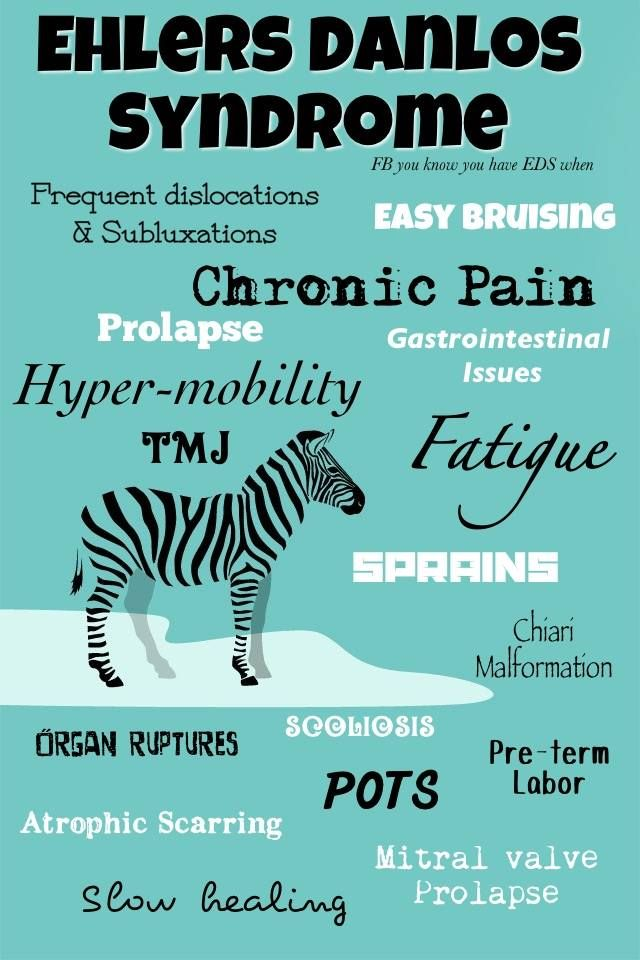 Ehlers Danlos
Syndrome
FB you know you have EDS when
Frequent dislocations
& Subluxations
Easy Bruising
Chronic Pain
Prolapse
Gastrointestinal
Issues
Hyper-mobility
TMJ
Fatigue
SPRAINS
Chiari
Malformation
SCOLIOSIS
ŐRGAN RUPTURES
Pre-term
Labor
POTS
Atrophic Scarring
Mitral valve
Prolapse
Slow healing